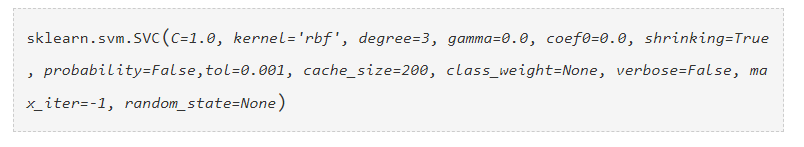 sklearn.svm.SVC(C=1.0, kernel='rbf', degree=3, gamma=0.0, coef0=0.0, shrinking=True
, probability=False,tol=0.001, cache_size=200, class_weight=None, verbose=False, ma
x_iter=-1, random_state=None)